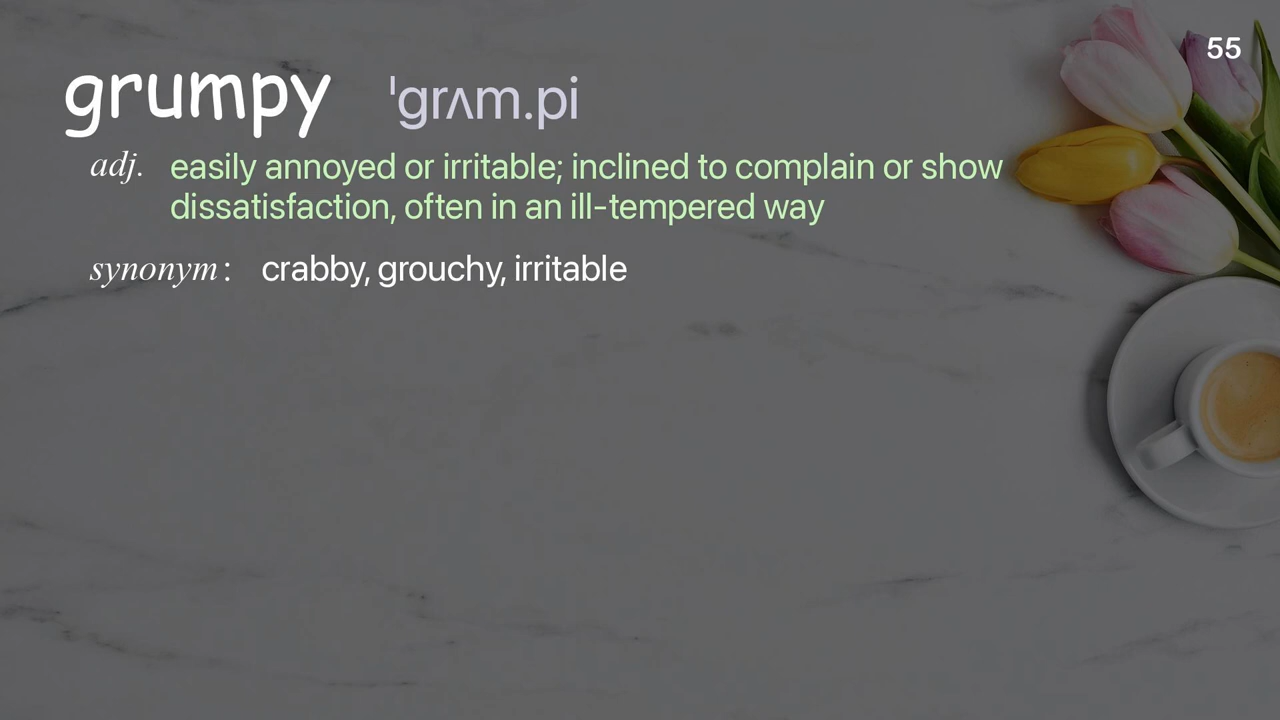 55
grumpy ˈgrʌm.pi
adj. easily annoyed or irritable; inclined to complain or show
dissatisfaction, often in an ill-tempered way
synonym: crabby, grouchy, irritable